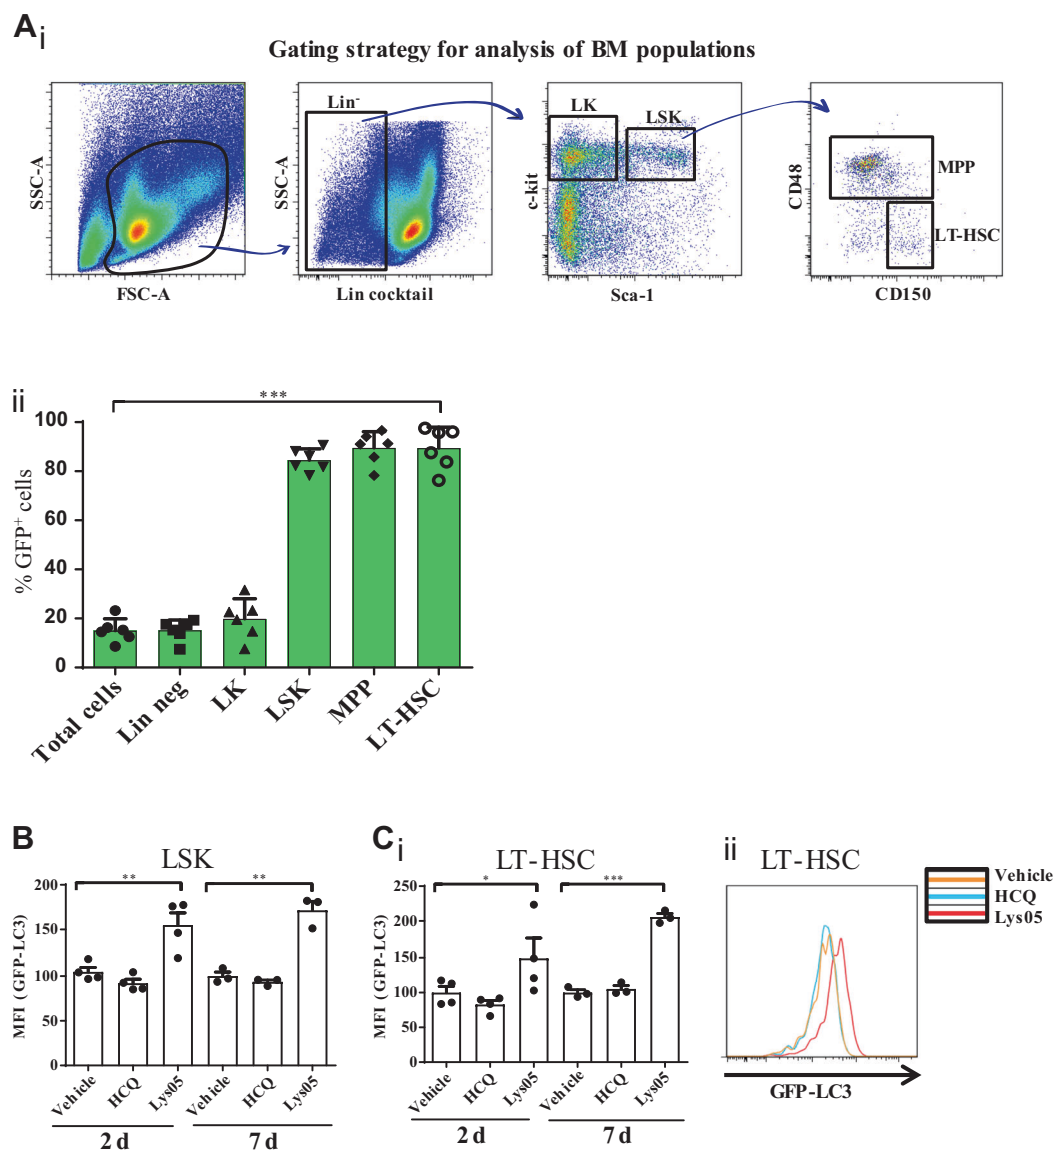 A i
Gating strategy for analysis of BM populations
SSC-A
FSC-A
Lin-
SSC-A
Lin cocktail
LK
LSK
c-kit
Sca-1
MPP
LT-HSC
CD48
CD150
ii
***
% GFP+ cells
100
80
60
40
20
0
Total cells
Lin neg
LK
LSK
MPP
LT-HSC
B
LSK
** **
MFI (GFP-LC3)
200
150
100
50
0
Vehicle HCQ Lys05 Vehicle HCQ Lys05
2 d 7 d
C i
LT-HSC
* ***
MFI (GFP-LC3)
250
200
150
100
50
0
Vehicle HCQ Lys05 Vehicle HCQ Lys05
2 d 7 d
ii
LT-HSC
Vehicle
HCQ
Lys05
GFP-LC3